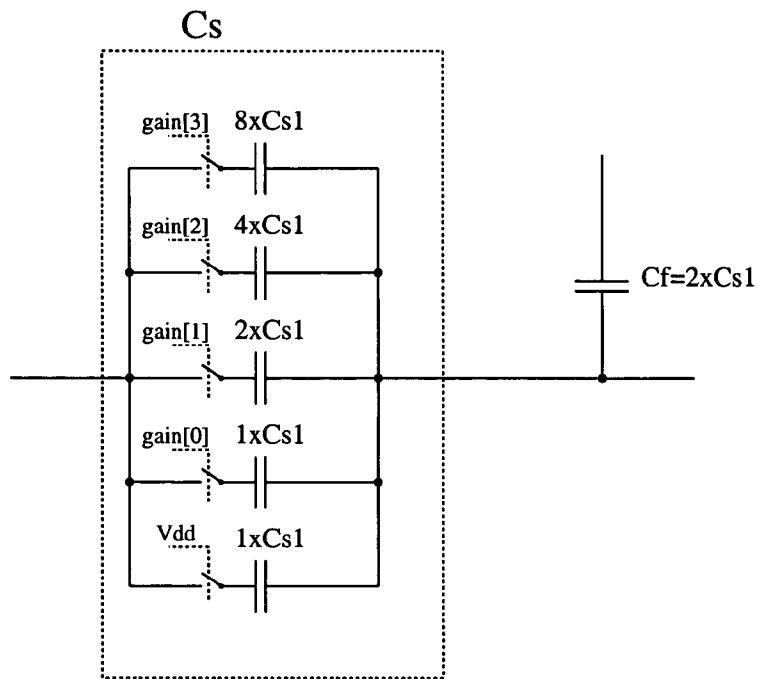 Cs
gain[3] 8xCs1
gain[2] 4xCs1
Cf=2xCs1
gain[1] 2xCs1
gain[0] 1xCs1
Vdd 1xCs1